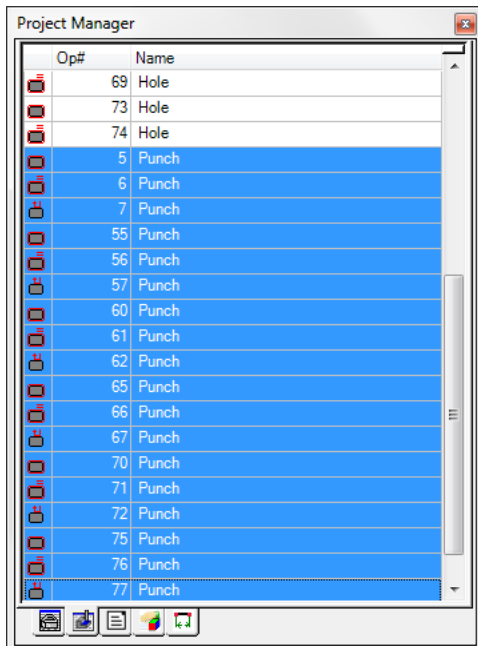 Project Manager
Op# Name
69 Hole
73 Hole
74 Hole
5 Punch
6 Punch
7 Punch
55 Punch
56 Punch
57 Punch
60 Punch
61 Punch
62 Punch
65 Punch
66 Punch
67 Punch
70 Punch
71 Punch
72 Punch
75 Punch
76 Punch
77 Punch